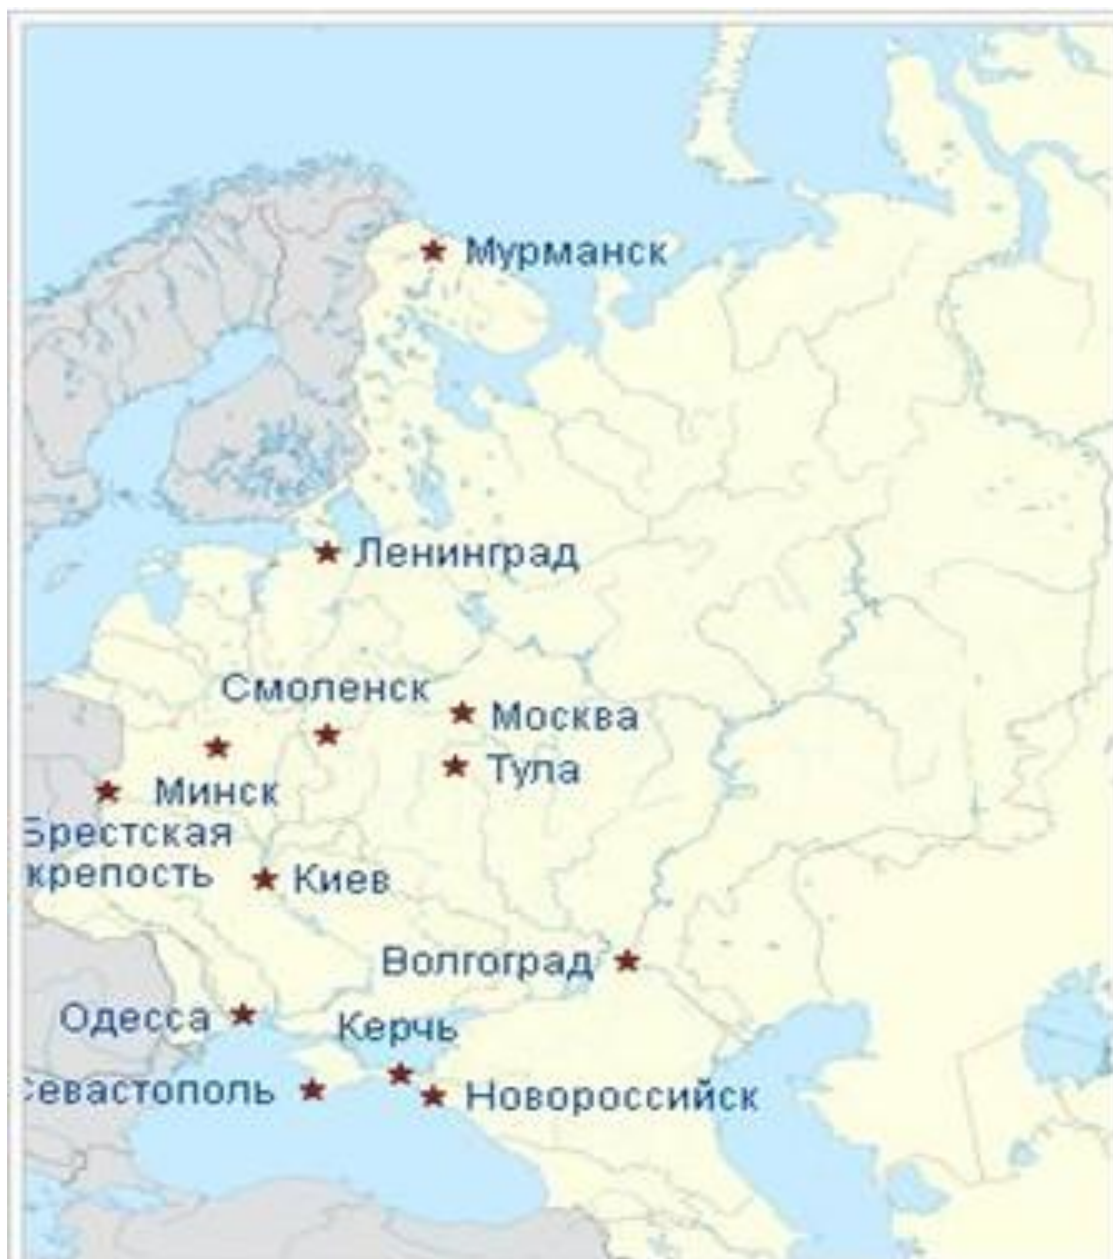 Мурманск
Ленинград
Смоленск
Москва
Тула
Минск
Брестская
крепость
Киев
Волгоград
Одесса
Керчь
Севастополь
Новороссийск